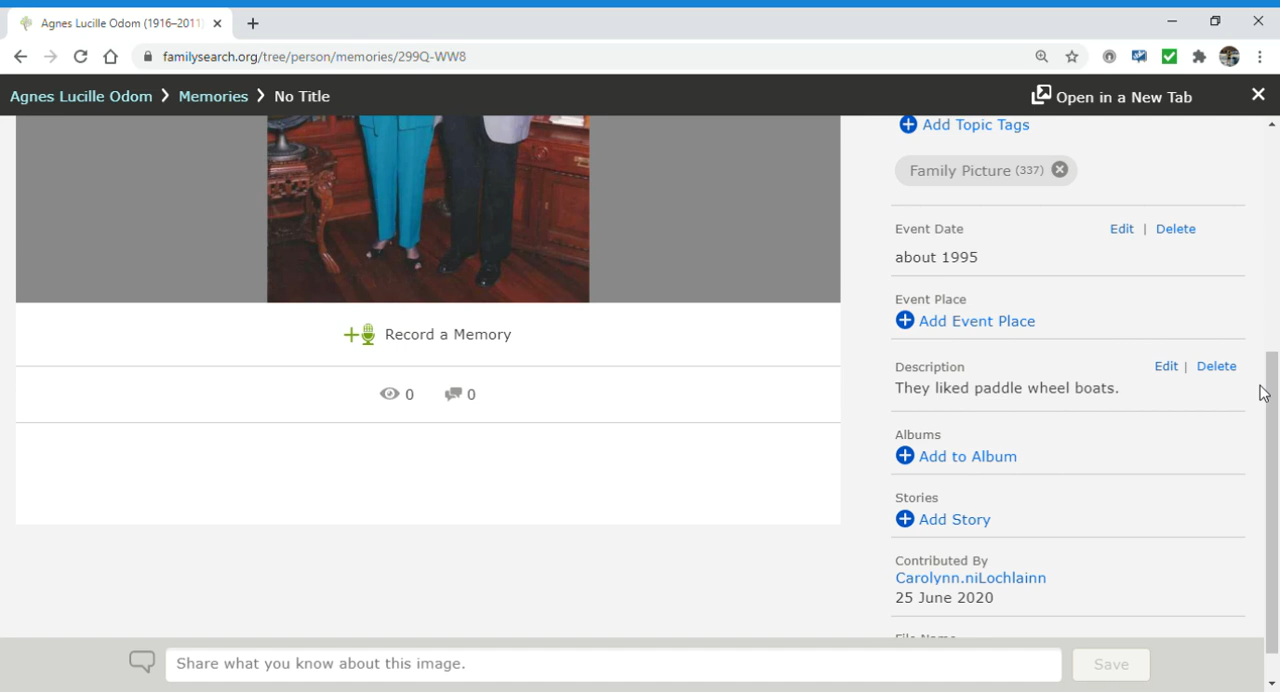 Agnes Lucille Odom (1916–2011)
familysearch.org/tree/person/memories/299Q-WW8
Agnes Lucille Odom > Memories > No Title
Open in a New Tab
Add Topic Tags
Family Picture (337)
Event Date Edit | Delete
about 1995
Event Place
Add Event Place
Description Edit | Delete
They liked paddle wheel boats.
Albums
Add to Album
Stories
Add Story
Contributed By
Carolynn.niLochlainn
25 June 2020
File Name
Record a Memory
0 0
Share what you know about this image.
Save